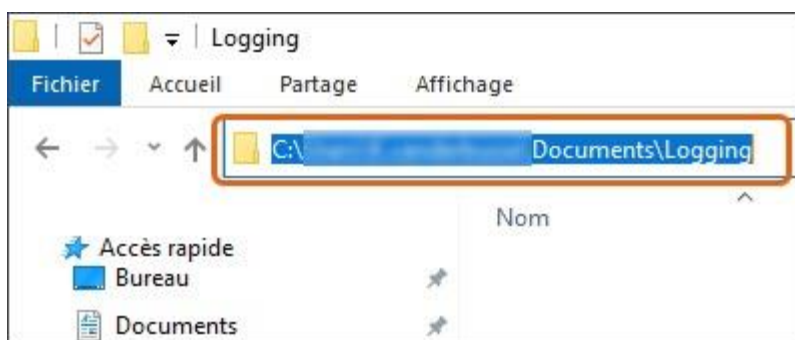 Logging
Fichier Accueil Partage Affichage
C:\ Documents\Logging
Nom
Accès rapide
Bureau
Documents